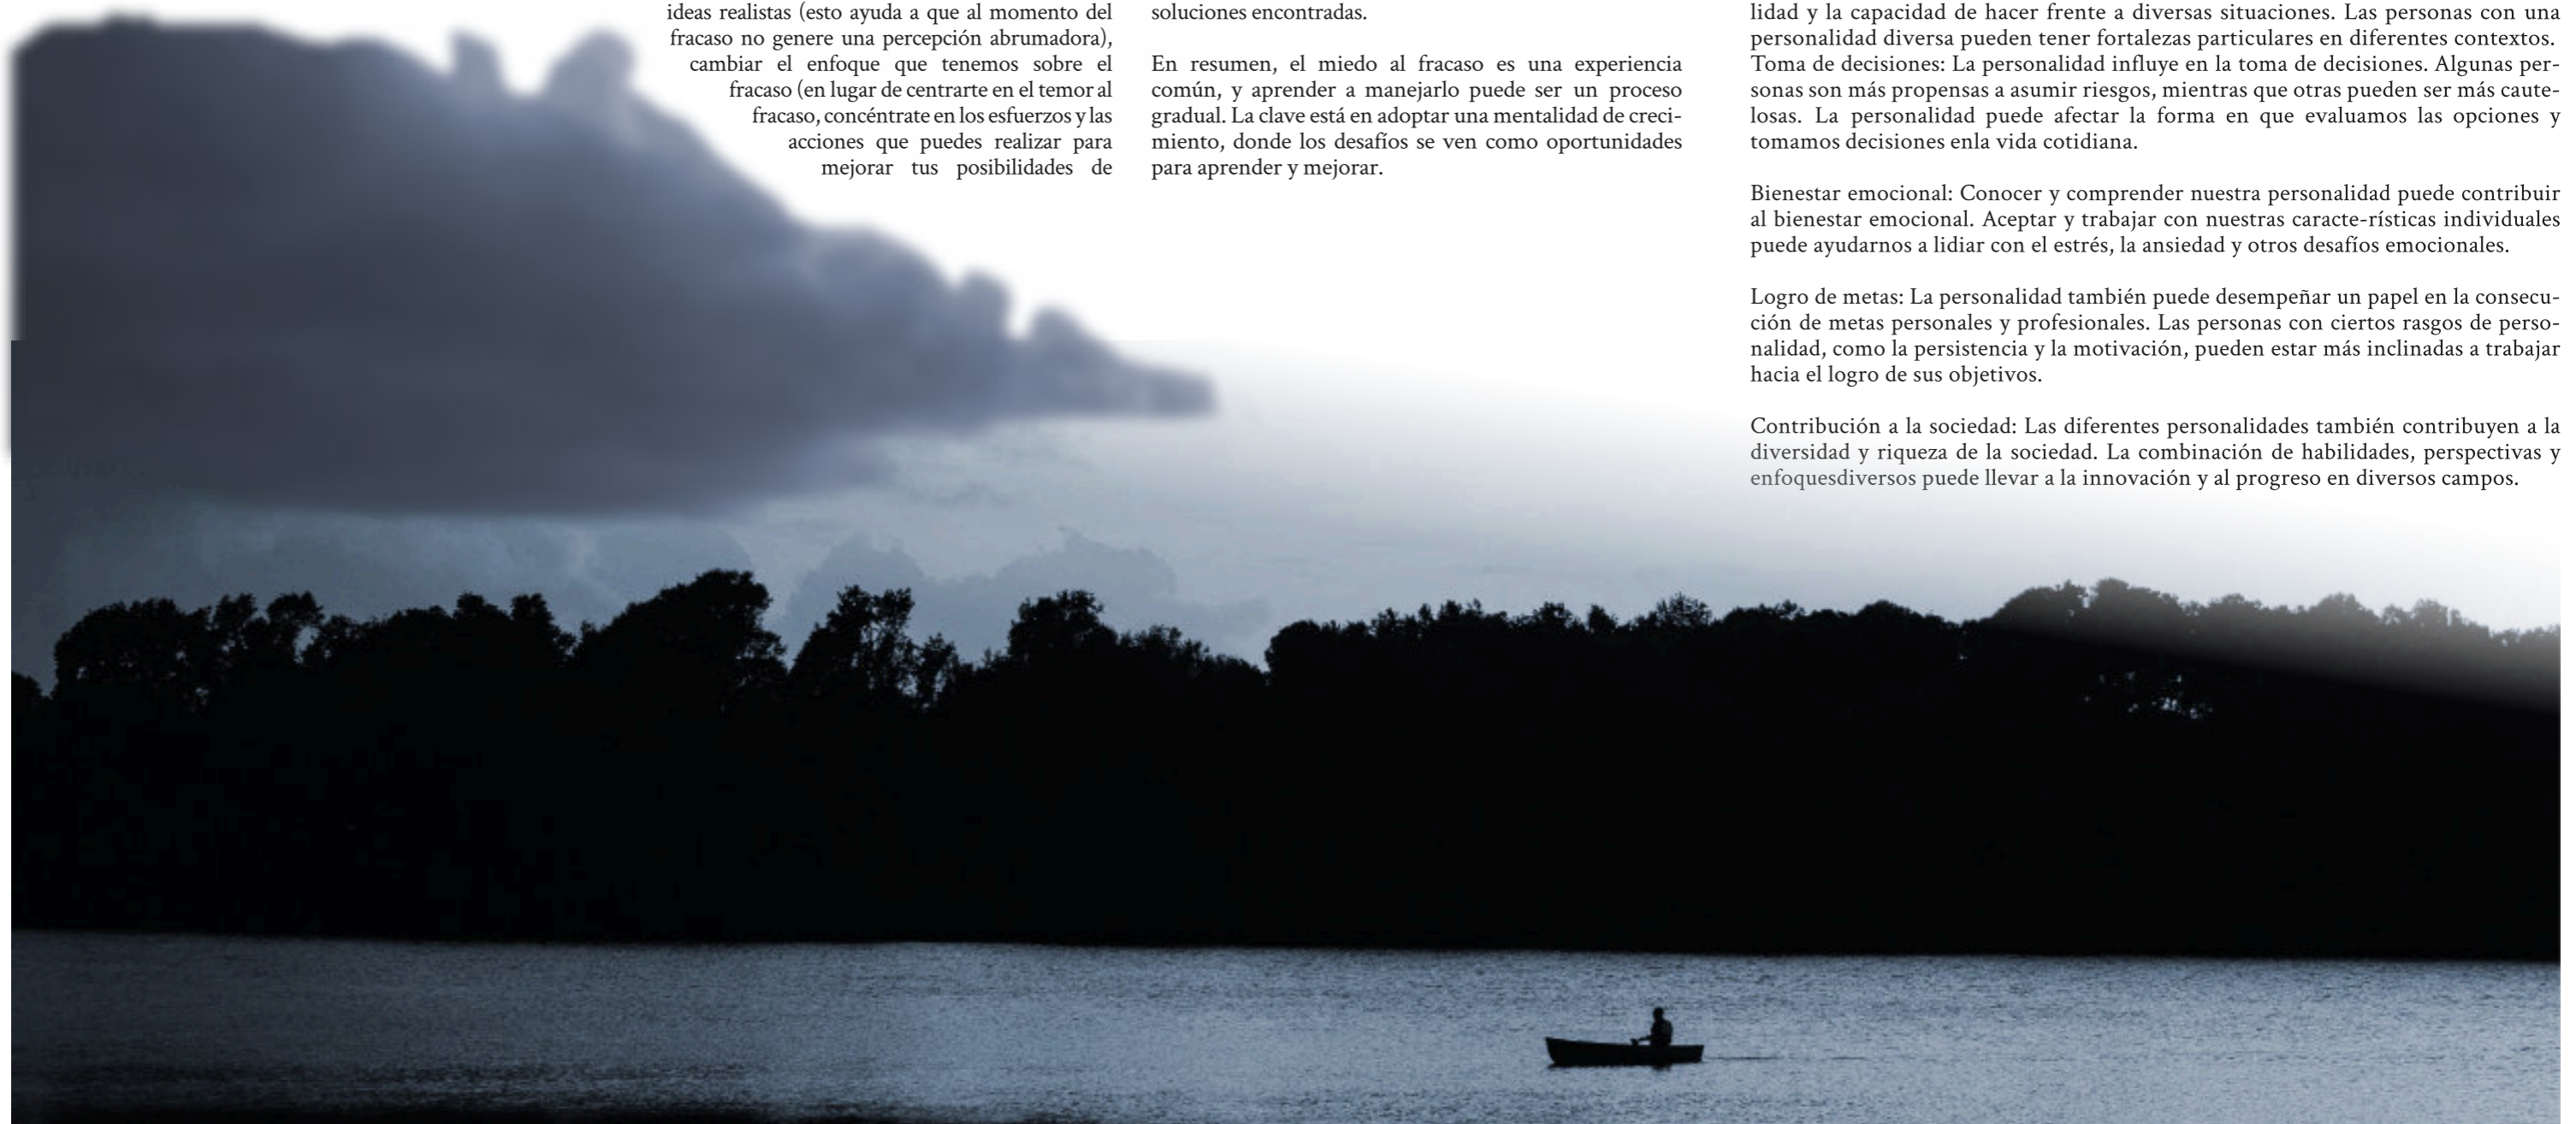 ideas realistas (esto ayuda a que al momento del
fracaso no genere una percepción abrumadora),
cambiar el enfoque que tenemos sobre el
fracaso (en lugar de centrarte en el temor al
fracaso, concéntrate en los esfuerzos y las
acciones que puedes realizar para
mejorar tus posibilidades de
soluciones encontradas.
En resumen, el miedo al fracaso es una experiencia
común, y aprender a manejarlo puede ser un proceso
gradual. La clave está en adoptar una mentalidad de creci-
miento, donde los desafíos se ven como oportunidades
para aprender y mejorar.
lidad y la capacidad de hacer frente a diversas situaciones. Las personas con una
personalidad diversa pueden tener fortalezas particulares en diferentes contextos.
Toma de decisiones: La personalidad influye en la toma de decisiones. Algunas per-
sonas son más propensas a asumir riesgos, mientras que otras pueden ser más caute-
losas. La personalidad puede afectar la forma en que evaluamos las opciones y
tomamos decisiones enla vida cotidiana.
Bienestar emocional: Conocer y comprender nuestra personalidad puede contribuir
al bienestar emocional. Aceptar y trabajar con nuestras caracte-rísticas individuales
puede ayudarnos a lidiar con el estrés, la ansiedad y otros desafíos emocionales.
Logro de metas: La personalidad también puede desempeñar un papel en la consecu-
ción de metas personales y profesionales. Las personas con ciertos rasgos de perso-
nalidad, como la persistencia y la motivación, pueden estar más inclinadas a trabajar
hacia el logro de sus objetivos.
Contribución a la sociedad: Las diferentes personalidades también contribuyen a la
diversidad y riqueza de la sociedad. La combinación de habilidades, perspectivas y
enfoquesdiversos puede llevar a la innovación y al progreso en diversos campos.